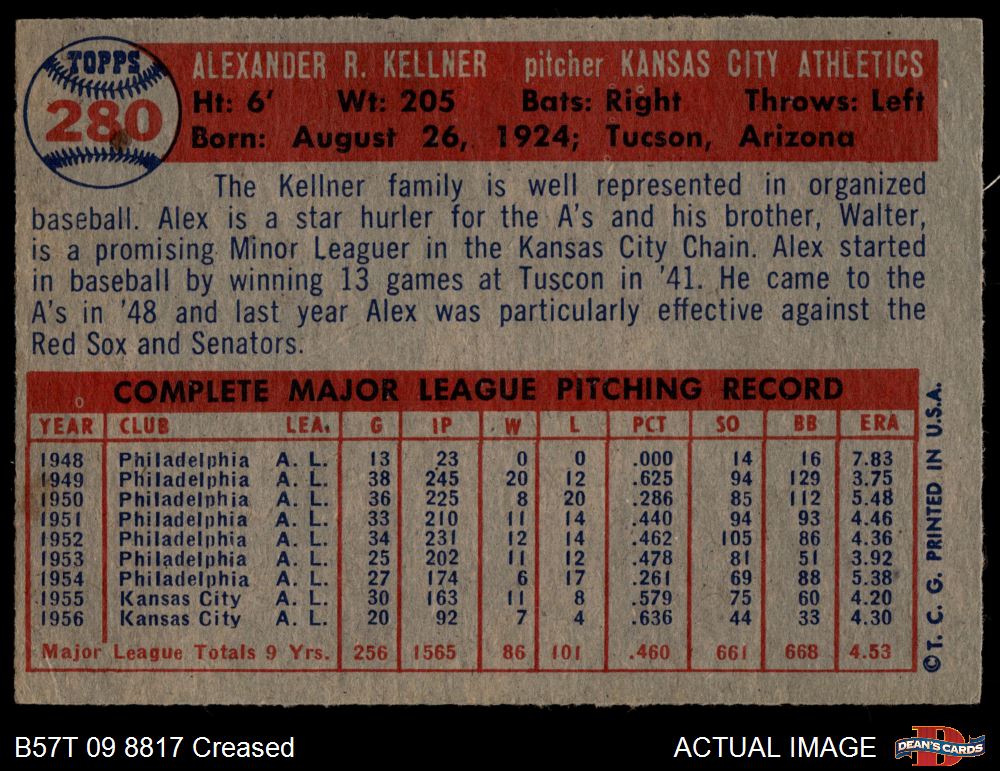 TOPPS
280
ALEXANDER R. KELLNER pitcher KANSAS CITY ATHLETICS
Ht: 6' Wt: 205 Bats: Right Throws: Left
Born: August 26, 1924; Tucson, Arizona
The Kellner family is well represented in organized
baseball. Alex is a star hurler for the A's and his brother, Walter,
is a promising Minor Leaguer in the Kansas City Chain. Alex started
in baseball by winning 13 games at Tuscon in '41. He came to the
A's in '48 and last year Alex was particularly effective against the
Red Sox and Senators.
COMPLETE MAJOR LEAGUE PITCHING RECORD
YEAR CLUB LEA. G IP W L PCT SO BB ERA
1948 Philadelphia A. L. 13 23 0 0 .000 14 16 7.83
1949 Philadelphia A. L. 38 245 20 12 .625 94 129 3.75
1950 Philadelphia A. L. 36 225 8 20 .286 85 112 5.48
1951 Philadelphia A. L. 33 210 11 14 .440 94 93 4.46
1952 Philadelphia A. L. 34 231 12 14 .462 105 86 4.36
1953 Philadelphia A. L. 25 202 11 12 .478 81 51 3.92
1954 Philadelphia A. L. 27 174 6 17 .261 69 88 5.38
1955 Kansas City A. L. 30 163 11 8 .579 75 60 4.20
1956 Kansas City A. L. 20 92 7 4 .636 44 33 4.30
Major League Totals 9 Yrs. 256 1565 86 101 .460 661 668 4.53
© T. C. G. PRINTED IN U.S.A.
B57T 09 8817 Creased
ACTUAL IMAGE
D
DEAN'S CARDS